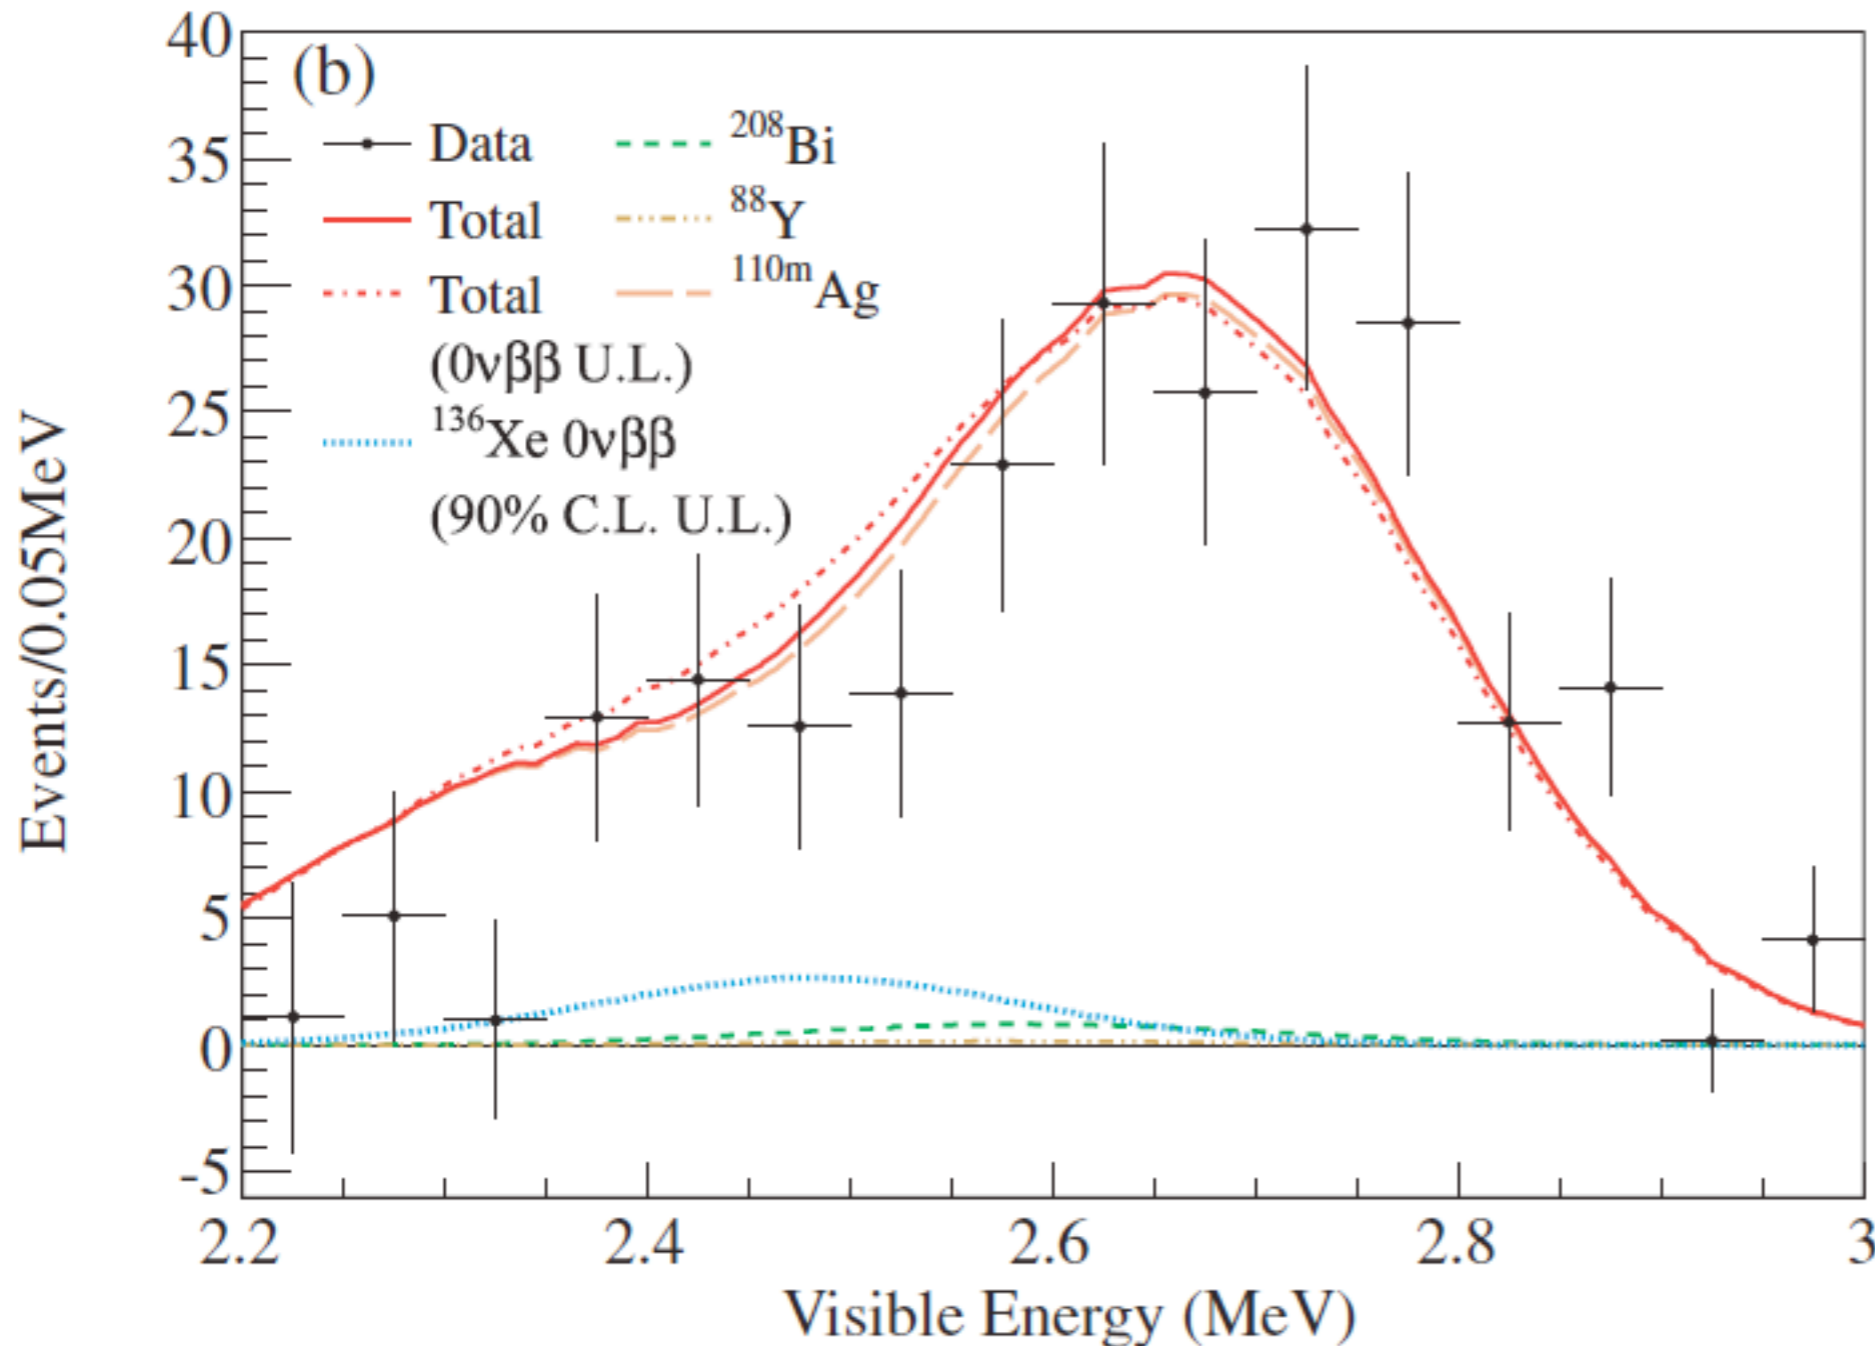 (b)
Data
Total
Total
(0νββ U.L.)
¹³⁶Xe 0νββ
(90% C.L. U.L.)
²⁰⁸Bi
⁸⁸Y
¹¹⁰ᵐAg
Events/0.05MeV
40
35
30
25
20
15
10
5
0
-5
2.2 2.4 2.6 2.8 3
Visible Energy (MeV)